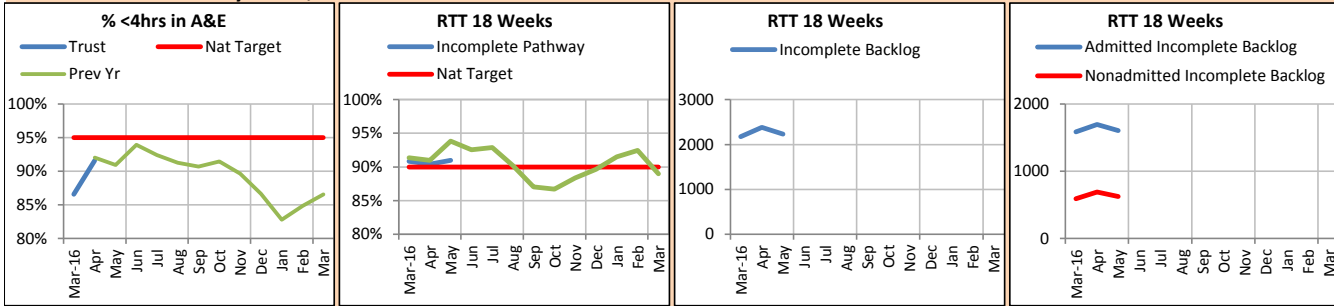 % <4hrs in A&E
Trust
Nat Target
Prev Yr
100%
95%
90%
85%
80%
Mar-16
Apr
May
Jun
Jul
Aug
Sep
Oct
Nov
Dec
Jan
Feb
Mar
RTT 18 Weeks
Incomplete Pathway
Nat Target
100%
95%
90%
85%
80%
Mar-16
Apr
May
Jun
Jul
Aug
Sep
Oct
Nov
Dec
Jan
Feb
Mar
RTT 18 Weeks
Incomplete Backlog
3000
2000
1000
0
Mar-16
Apr
May
Jun
Jul
Aug
Sep
Oct
Nov
Dec
Jan
Feb
Mar
RTT 18 Weeks
Admitted Incomplete Backlog
Nonadmitted Incomplete Backlog
2000
1000
0
Mar-16
Apr
May
Jun
Jul
Aug
Sep
Oct
Nov
Dec
Jan
Feb
Mar